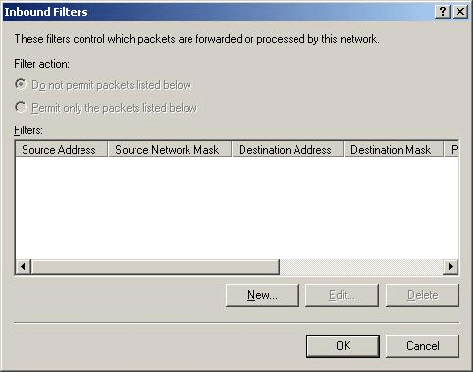 Inbound Filters
These filters control which packets are forwarded or processed by this network.
Filter action:
Do not permit packets listed below
Permit only the packets listed below
Filters:
Source Address Source Network Mask Destination Address Destination Mask P
New... Edit... Delete
OK Cancel